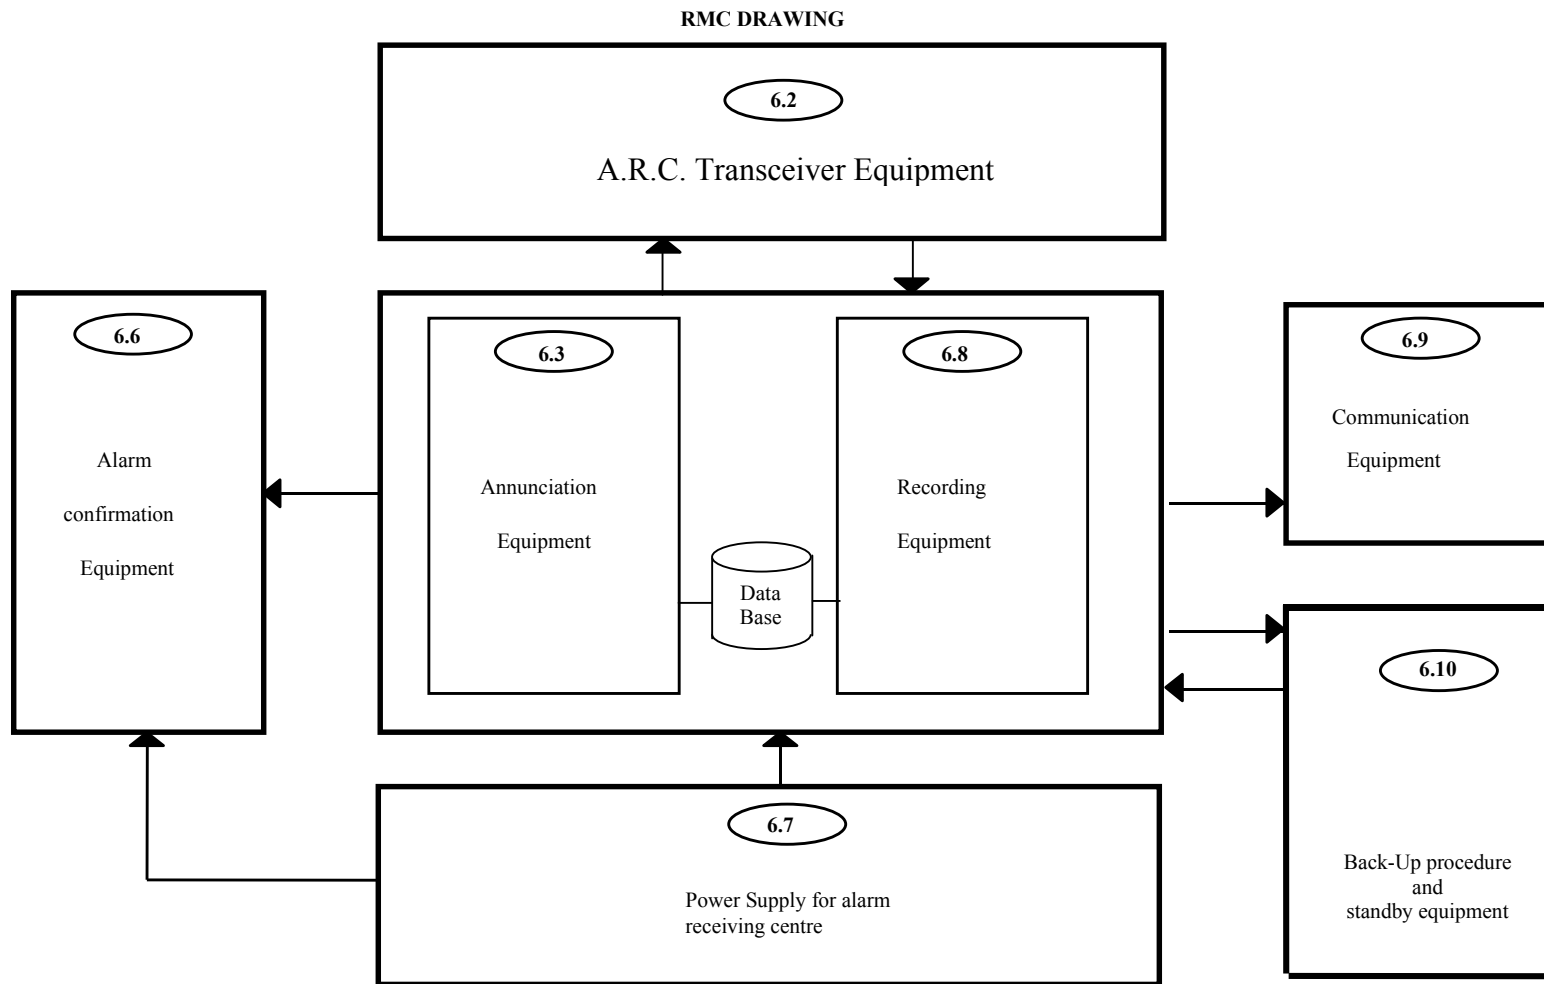 RMC DRAWING
6.2
A.R.C. Transceiver Equipment
6.6
Alarm
confirmation
Equipment
6.3
Annunciation
Equipment
Data
Base
6.8
Recording
Equipment
6.9
Communication
Equipment
6.10
Back-Up procedure
and
standby equipment
6.7
Power Supply for alarm
receiving centre